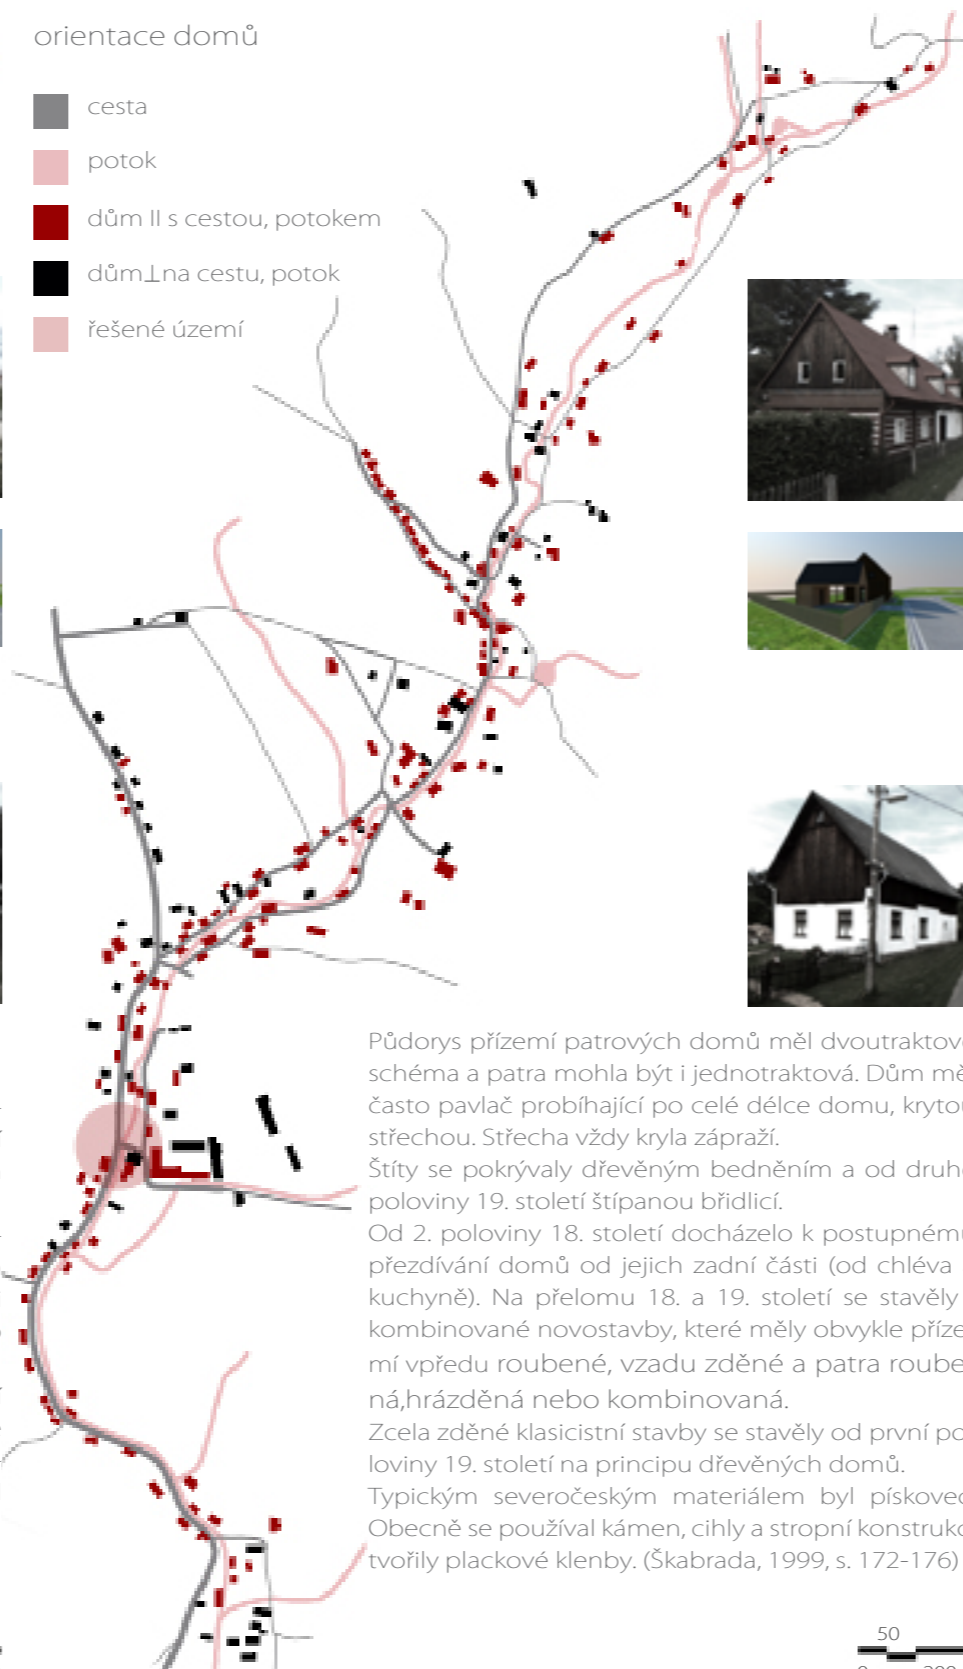 orientace domů
cesta
potok
dům II s cestou, potokem
dům⊥na cestu, potok
řešené území
Půdorys přízemí patrových domů měl dvoutraktov
schéma a patra mohla být i jednotraktová. Dům mě
často pavlač probíhající po celé délce domu, krytou
střechou. Střecha vždy kryla zápraží.
Štíty se pokrývaly dřevěným bedněním a od druhé
poloviny 19. století štípanou břidlicí.
Od 2. poloviny 18. století docházelo k postupnému
přezdívání domů od jejich zadní části (od chléva
kuchyně). Na přelomu 18. a 19. století se stavěly
kombinované novostavby, které měly obvykle příze
mí vpředu roubené, vzadu zděné a patra roube
ná,hrázděná nebo kombinovaná.
Zcela zděné klasicistní stavby se stavěly od první po
loviny 19. století na principu dřevěných domů.
Typickým severočeským materiálem byl pískovec
Obecně se používal kámen, cihly a stropní konstrukc
tvořily plackové klenby. (Škabrada, 1999, s. 172-176)
50